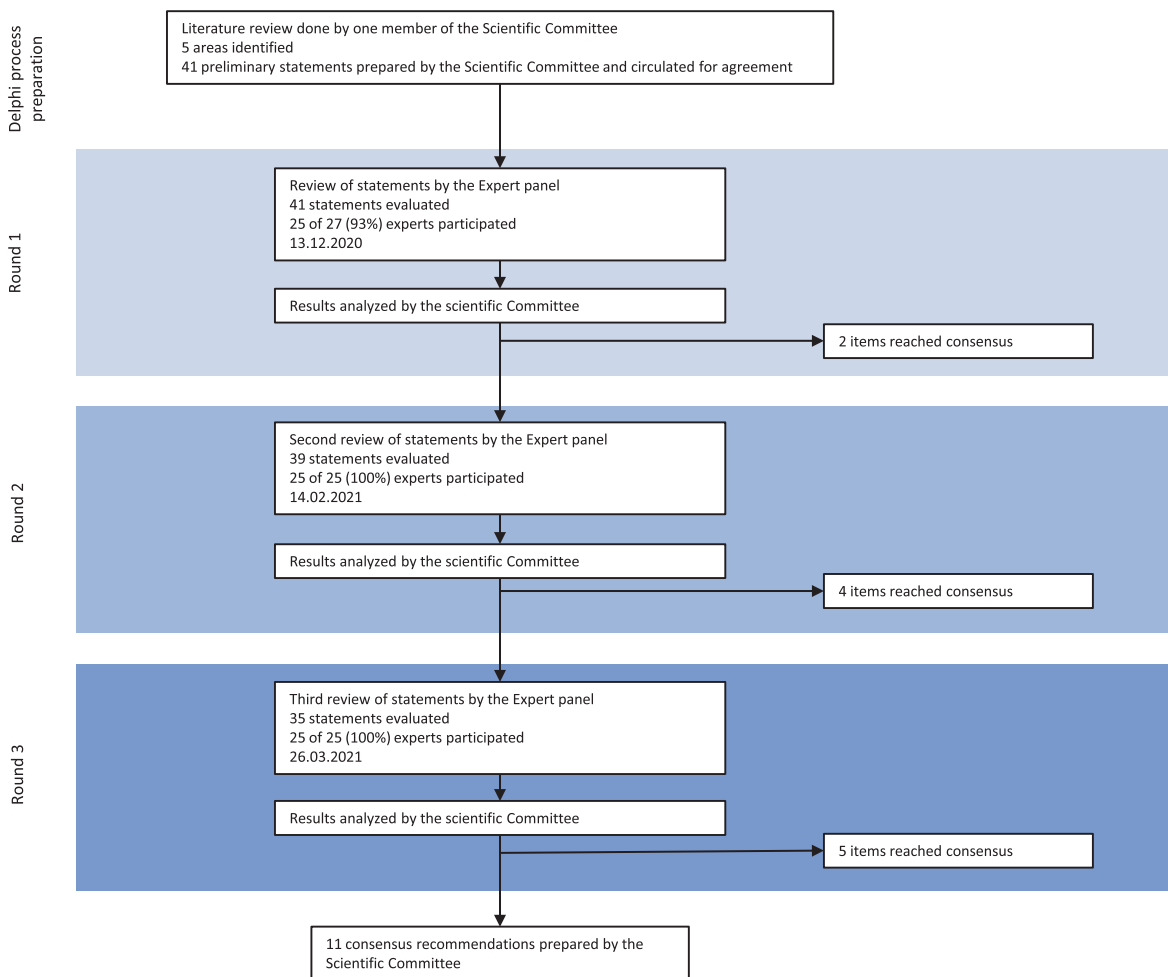 Delphi process
preparation
Literature review done by one member of the Scientific Committee
5 areas identified
41 preliminary statements prepared by the Scientific Committee and circulated for agreement
Round 1
Review of statements by the Expert panel
41 statements evaluated
25 of 27 (93%) experts participated
13.12.2020
Results analyzed by the scientific Committee
2 items reached consensus
Round 2
Second review of statements by the Expert panel
39 statements evaluated
25 of 25 (100%) experts participated
14.02.2021
Results analyzed by the scientific Committee
4 items reached consensus
Round 3
Third review of statements by the Expert panel
35 statements evaluated
25 of 25 (100%) experts participated
26.03.2021
Results analyzed by the scientific Committee
5 items reached consensus
11 consensus recommendations prepared by the
Scientific Committee